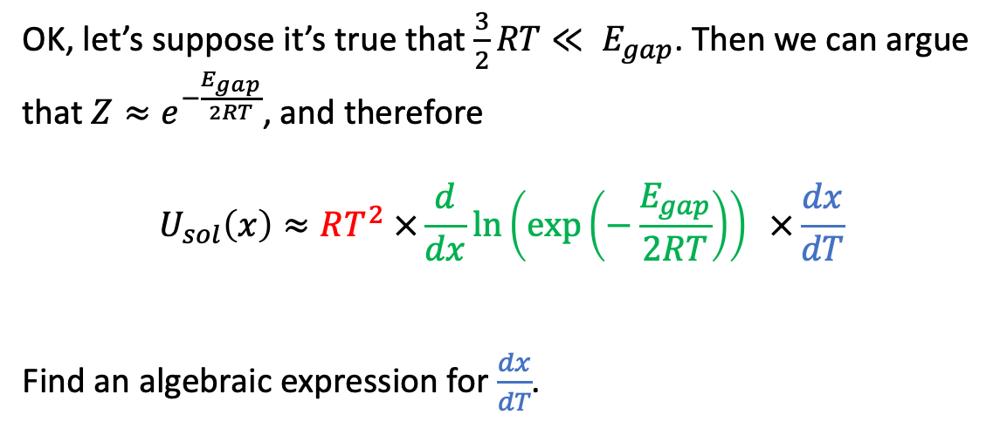 OK, let’s suppose it’s true that $\frac{3}{2}RT \ll E_{gap}$. Then we can argue
that $Z \approx e^{-\frac{E_{gap}}{2RT}}$, and therefore
$U_{sol}(x) \approx RT^2 \times \frac{d}{dx} \ln\left(\exp\left(-\frac{E_{gap}}{2RT}\right)\right) \times \frac{dx}{dT}$
Find an algebraic expression for $\frac{dx}{dT}$.